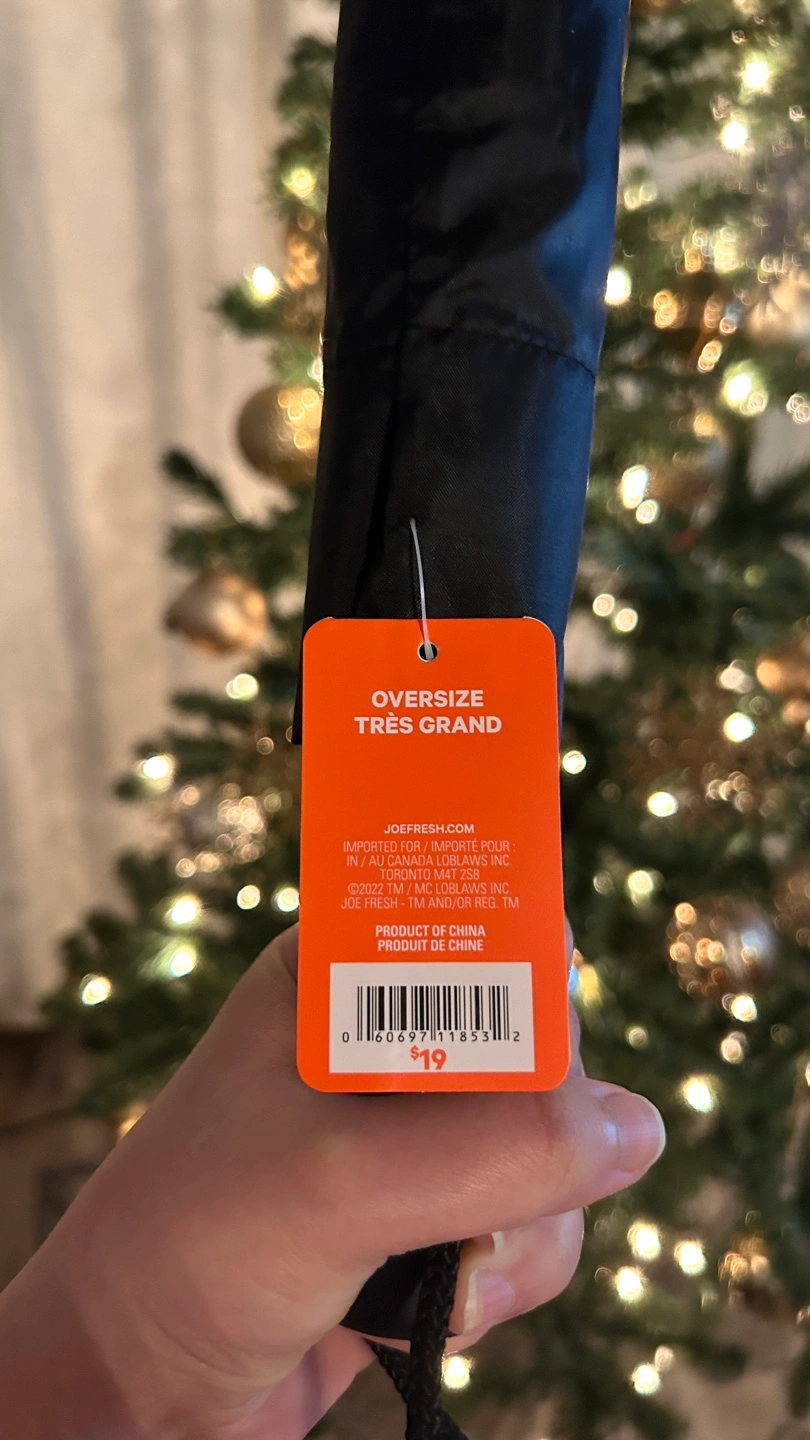 OVERSIZE
TRÈS GRAND
JOEFRESH.COM
IMPORTED FOR / IMPORTÉ POUR :
IN / AU CANADA LOBLAWS INC.
TORONTO M4T 2S8
©2022 TM / MC LOBLAWS INC.
JOE FRESH - TM AND/OR REG. TM
PRODUCT OF CHINA
PRODUIT DE CHINE
0 60697 11853 2
$19